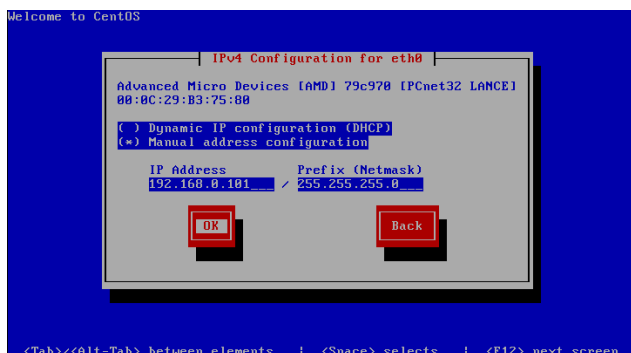 Welcome to CentOS
IPv4 Configuration for eth0
Advanced Micro Devices [AMD] 79c970 [PCnet32 LANCE]
00:0C:29:B3:75:80
( ) Dynamic IP configuration (DHCP)
(*) Manual address configuration
IP Address Prefix (Netmask)
192.168.0.101___ / 255.255.255.0___
OK Back
<Tab>/<Alt-Tab> between elements | <Space> selects | <F12> next screen